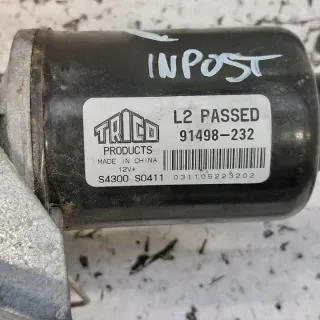 INPOST
TRICO
PRODUCTS
MADE IN CHINA
12V+
S4300 S0411
L2 PASSED
91498-232
031105223202